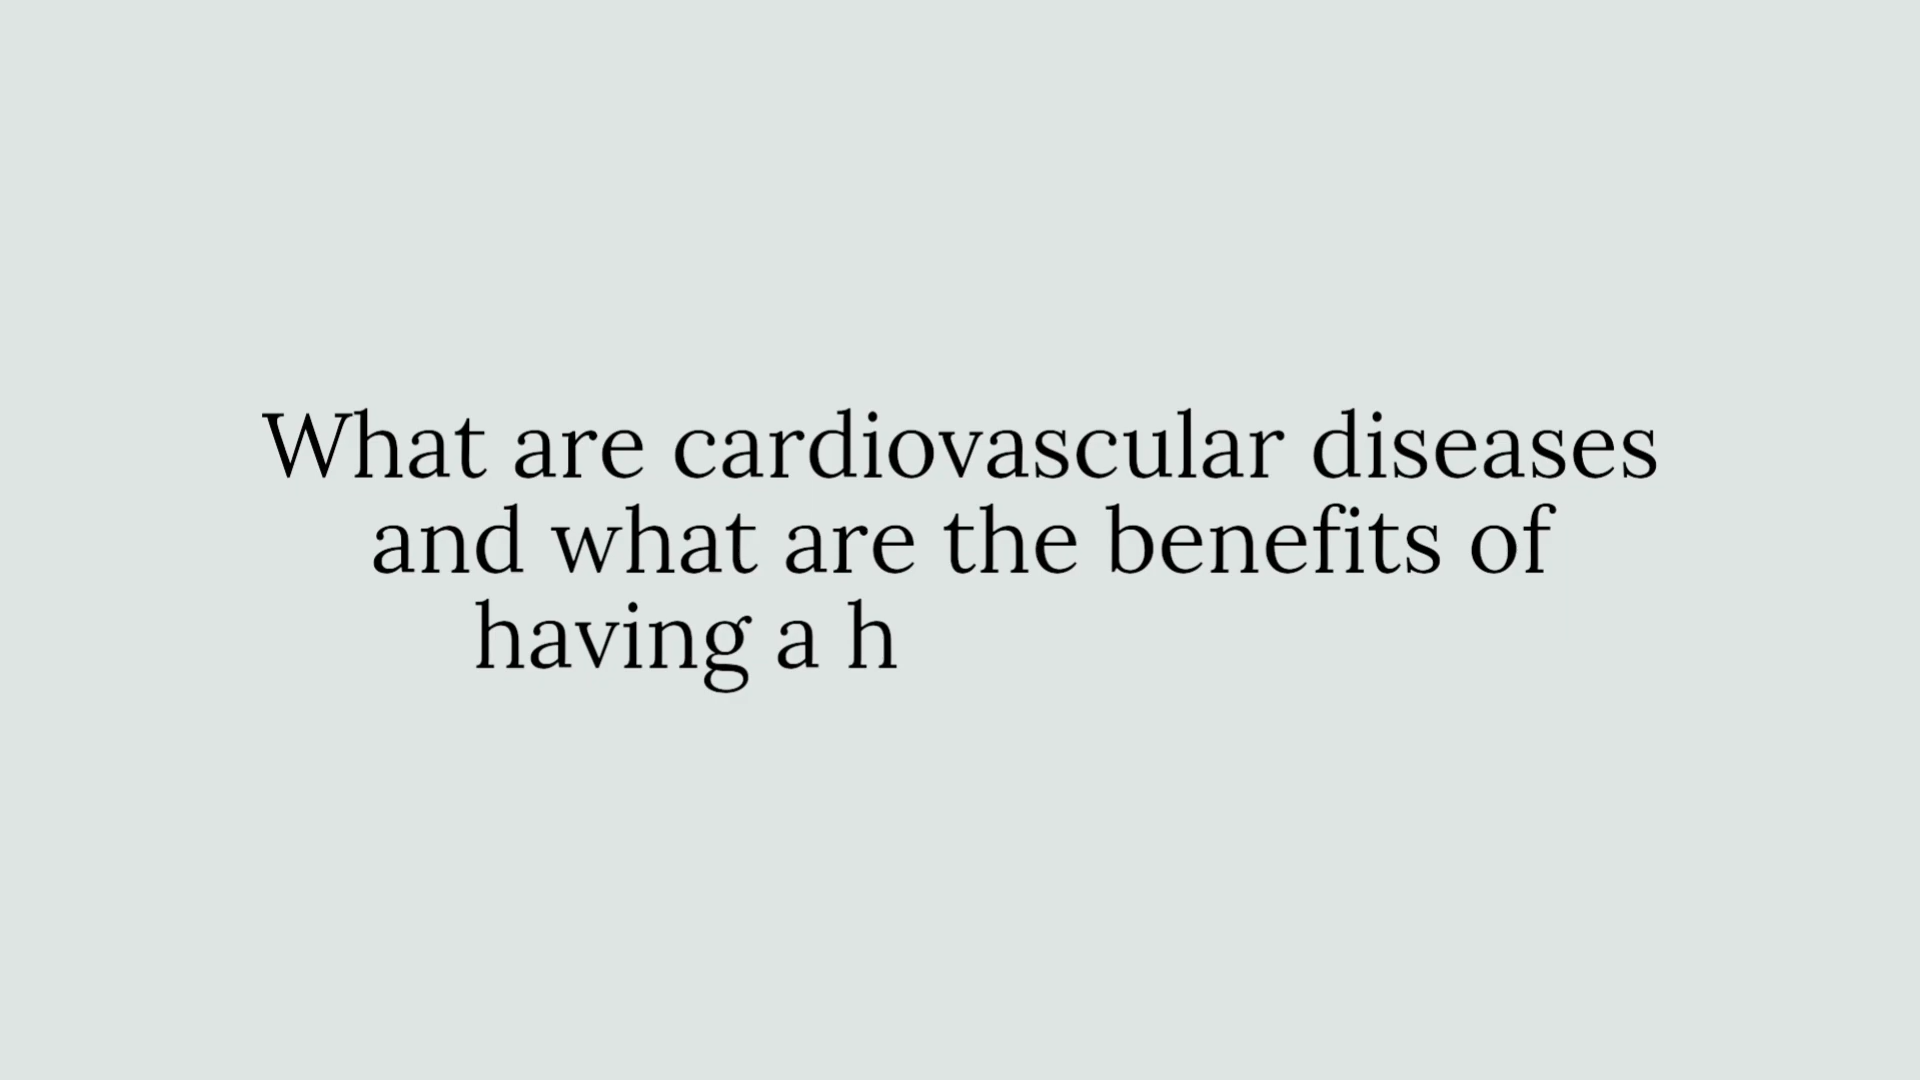 What are cardiovascular diseases
and what are the benefits of
having a h